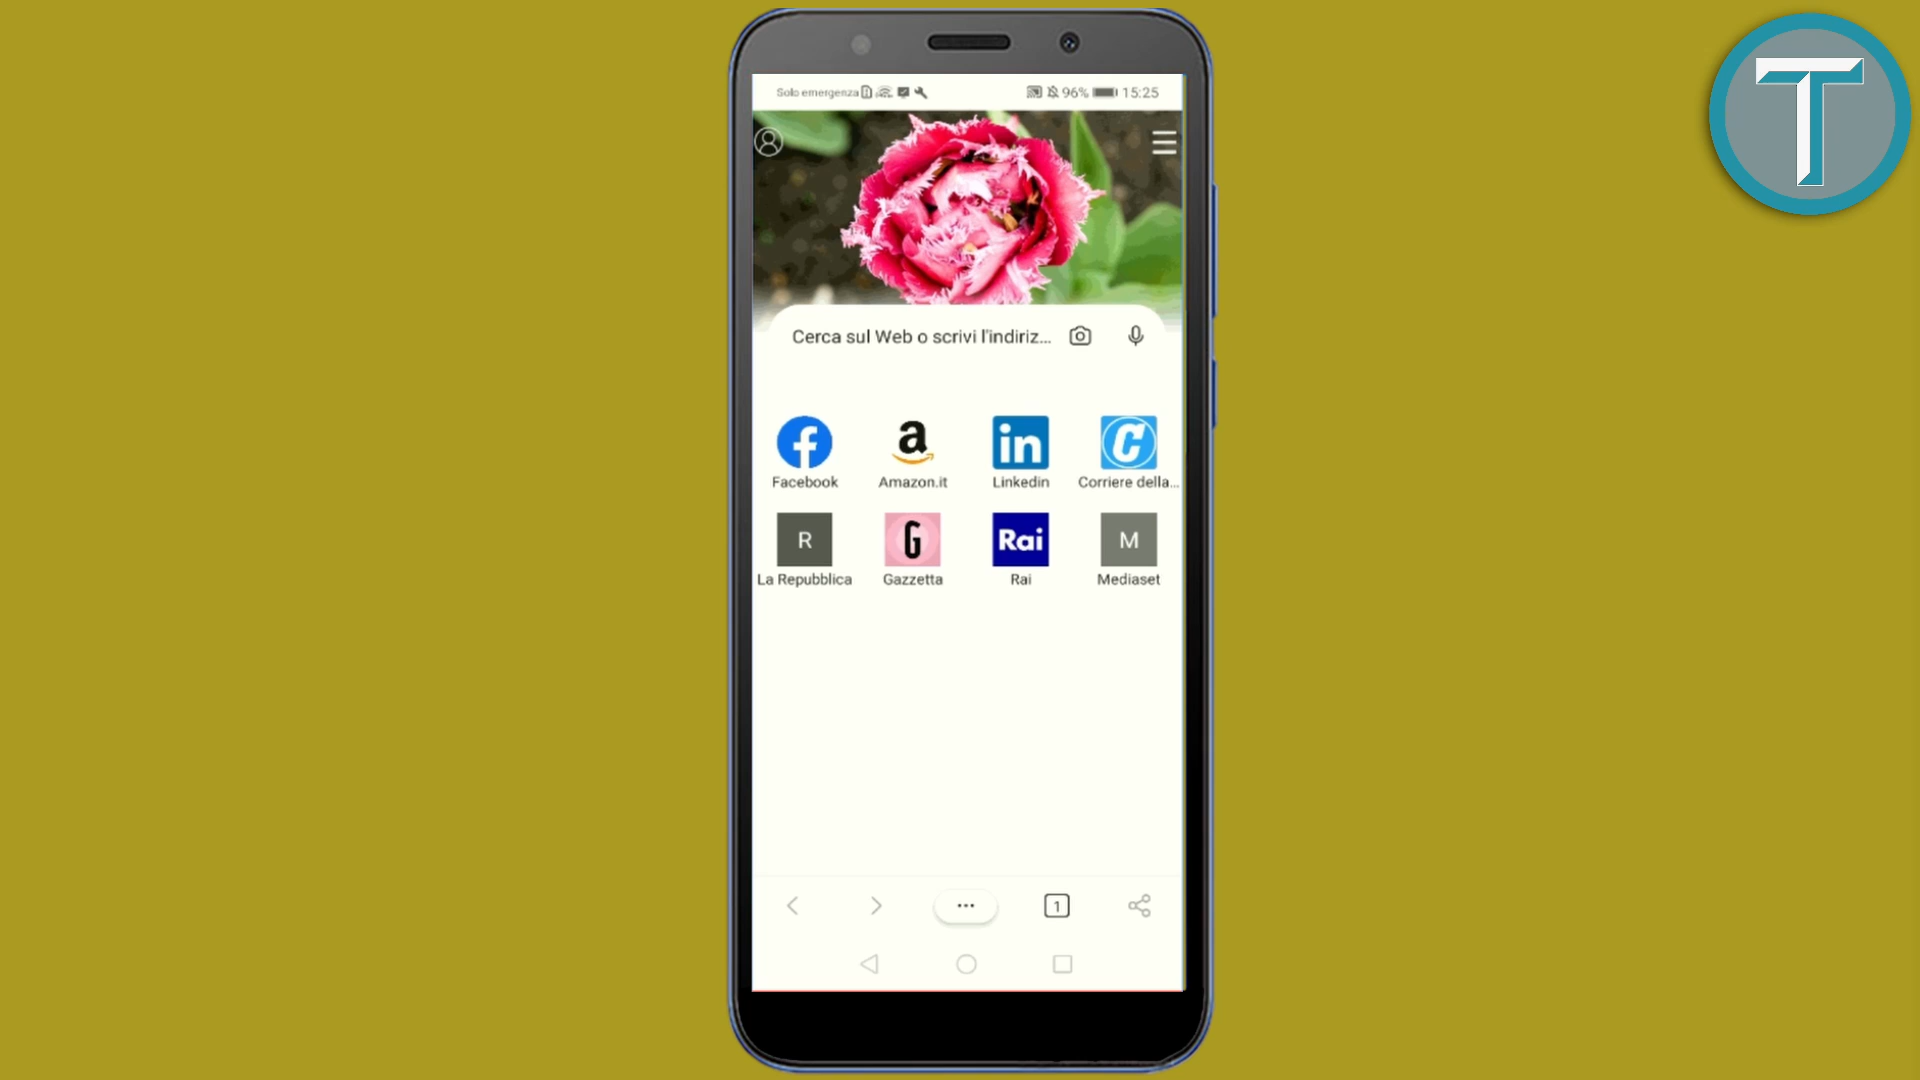 T
Solo emergenza 96% 15:25
Cerca sul Web o scrivi l'indiriz...
Facebook Amazon.it Linkedin Corriere della...
R G Rai M
La Repubblica Gazzetta Rai Mediaset
1